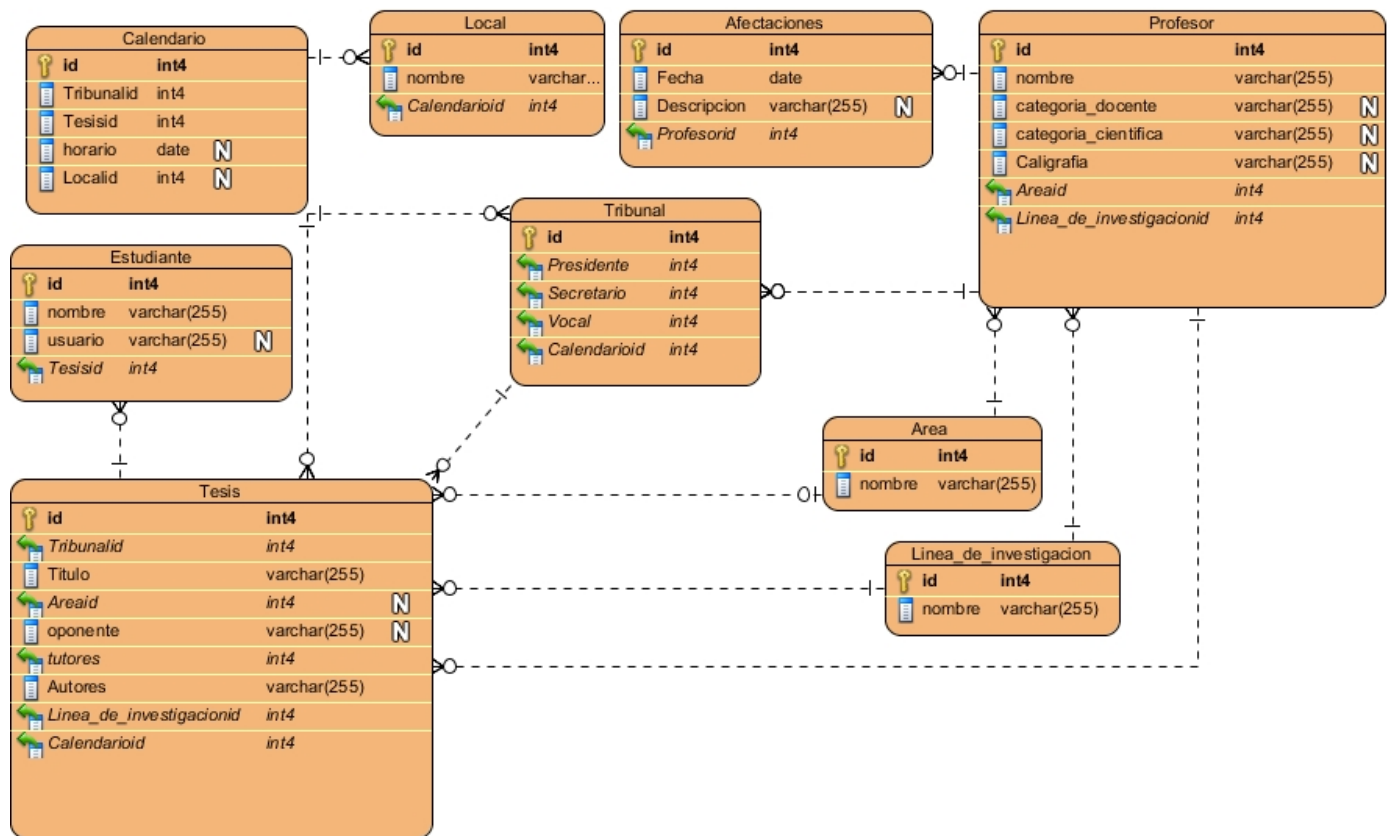 Calendario
id int4
Tribunalid int4
Tesisid int4
horario date N
Localid int4 N
Local
id int4
nombre varchar...
Calendarioid int4
Afectaciones
id int4
Fecha date
Descripcion varchar(255) N
Profesorid int4
Profesor
id int4
nombre varchar(255)
categoria_docente varchar(255) N
categoria_cientifica varchar(255) N
Caligrafia varchar(255) N
Areaid int4
Linea_de_investigacionid int4
Estudiante
id int4
nombre varchar(255)
usuario varchar(255) N
Tesisid int4
Tribunal
id int4
Presidente int4
Secretario int4
Vocal int4
Calendarioid int4
Area
id int4
nombre varchar(255)
Linea_de_investigacion
id int4
nombre varchar(255)
Tesis
id int4
Tribunalid int4
Titulo varchar(255)
Areaid int4 N
oponente varchar(255) N
tutores int4
Autores varchar(255)
Linea_de_investigacionid int4
Calendarioid int4